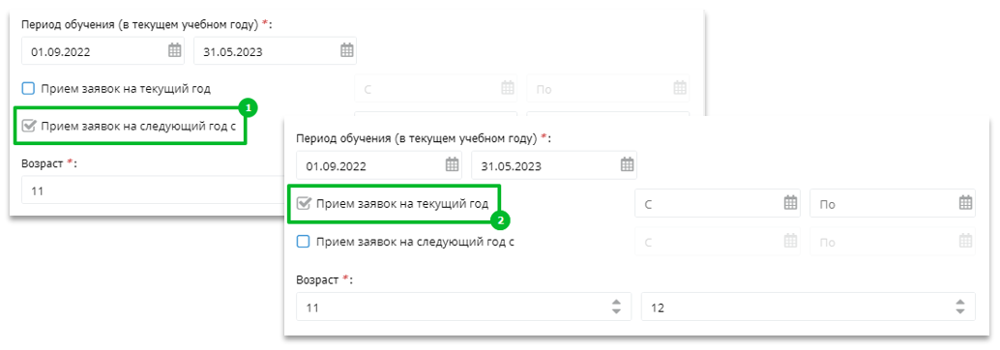 Период обучения (в текущем учебном году) *:
01.09.2022 31.05.2023
Прием заявок на текущий год С По
1
Прием заявок на следующий год с
Возраст *:
11
Период обучения (в текущем учебном году) *:
01.09.2022 31.05.2023
Прием заявок на текущий год С По
2
Прием заявок на следующий год с С По
Возраст *:
11 12